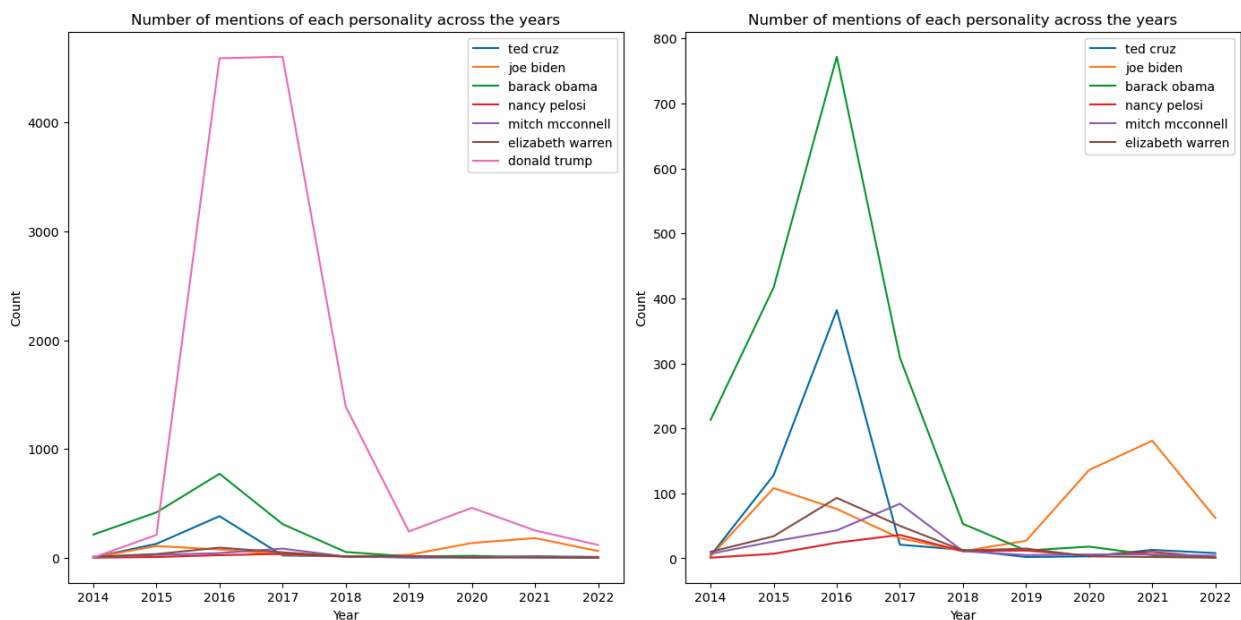 Number of mentions of each personality across the years
4000
3000
2000
1000
0
Count
2014 2015 2016 2017 2018 2019 2020 2021 2022
Year
ted cruz
joe biden
barack obama
nancy pelosi
mitch mcconnell
elizabeth warren
donald trump
Number of mentions of each personality across the years
800
700
600
500
400
300
200
100
0
Count
2014 2015 2016 2017 2018 2019 2020 2021 2022
Year
ted cruz
joe biden
barack obama
nancy pelosi
mitch mcconnell
elizabeth warren